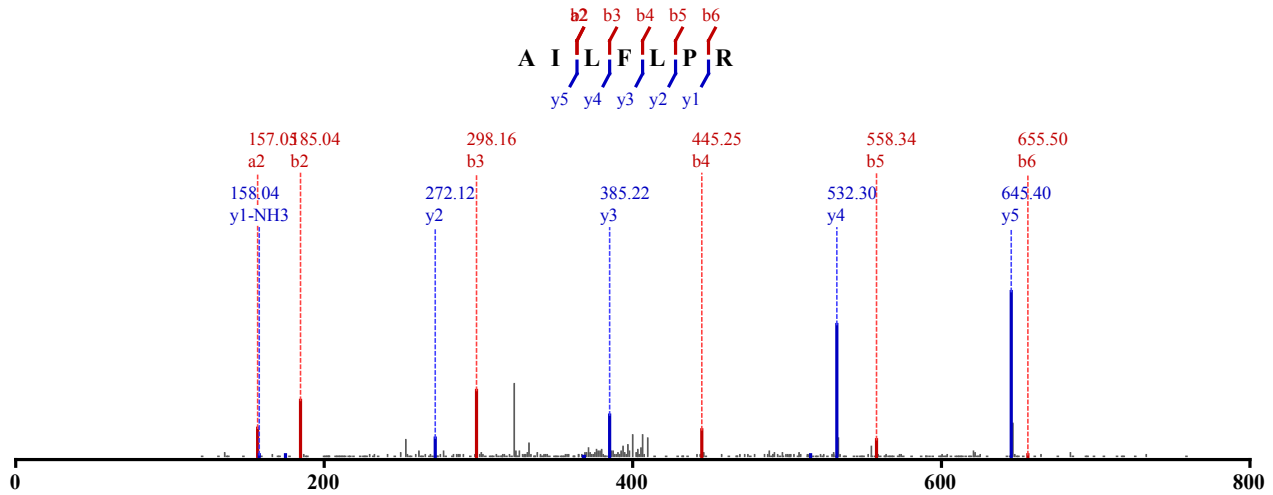 a2 b2 b3 b4 b5 b6
A I L F L P R
y5 y4 y3 y2 y1
157.05 185.04 298.16 445.25 558.34 655.50
a2 b2 b3 b4 b5 b6
158.04 272.12 385.22 532.30 645.40
y1-NH3 y2 y3 y4 y5
0 200 400 600 800